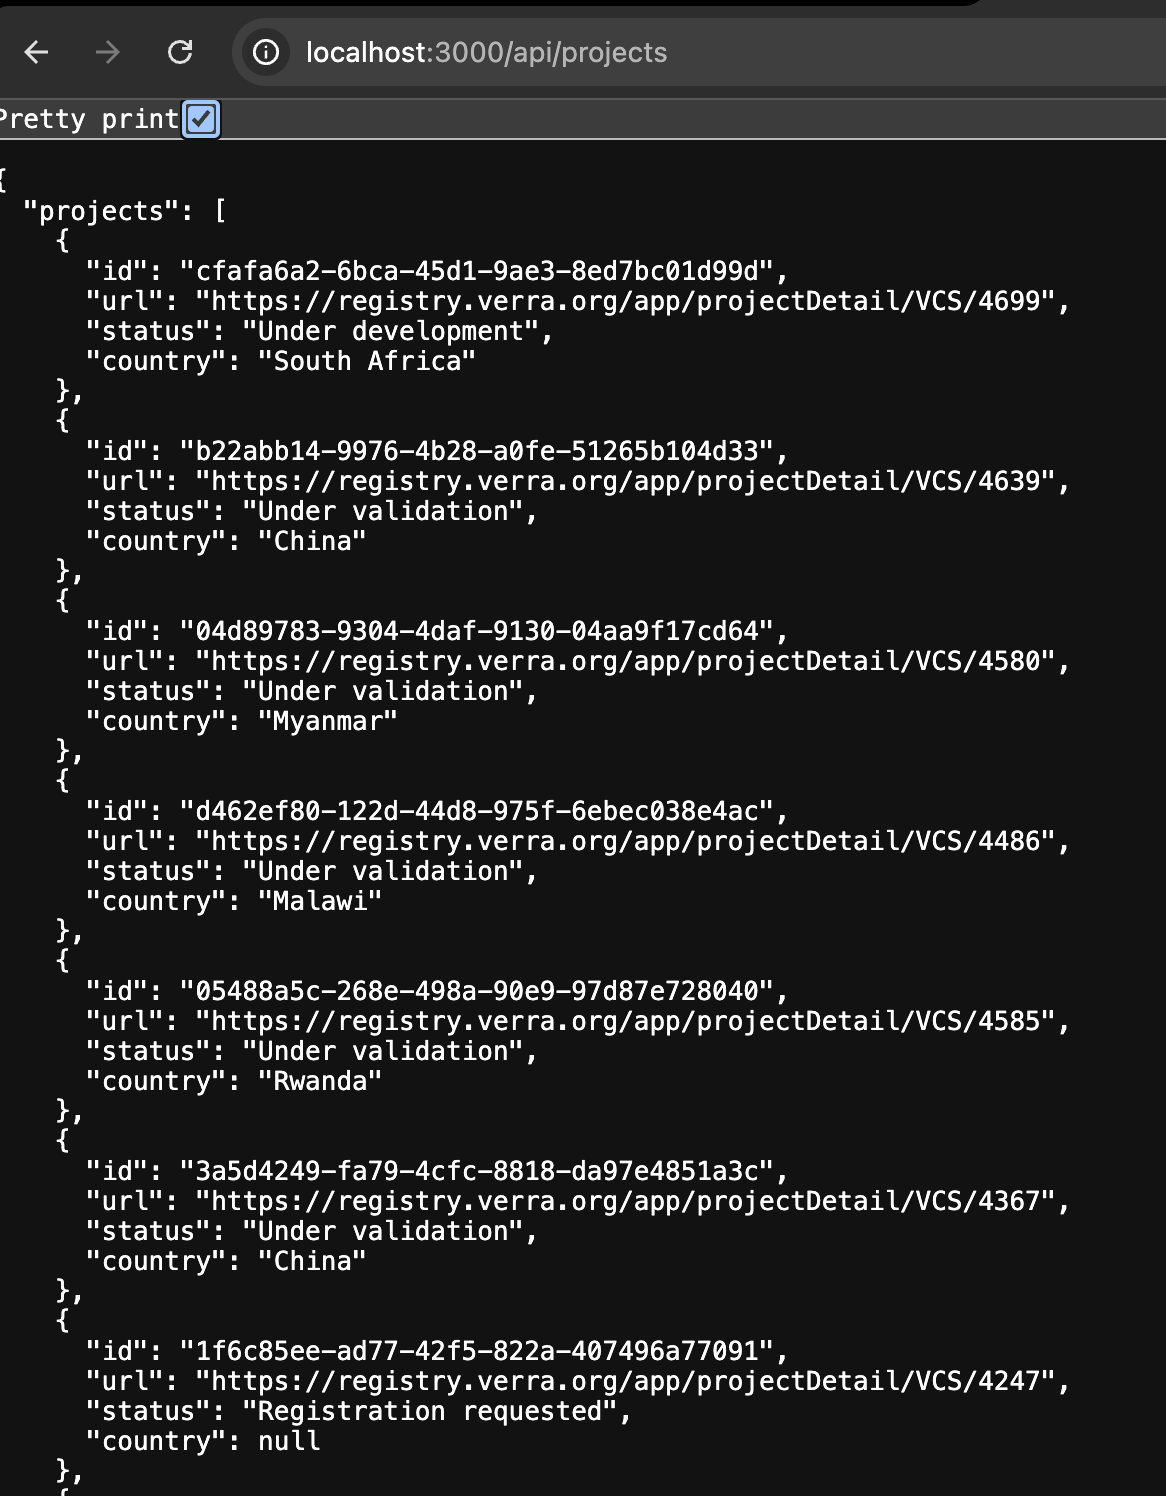 localhost:3000/api/projects
Pretty print
{
"projects": [
{
"id": "cfafa6a2-6bca-45d1-9ae3-8ed7bc01d99d",
"url": "https://registry.verra.org/app/projectDetail/VCS/4699",
"status": "Under development",
"country": "South Africa"
},
{
"id": "b22abb14-9976-4b28-a0fe-51265b104d33",
"url": "https://registry.verra.org/app/projectDetail/VCS/4639",
"status": "Under validation",
"country": "China"
},
{
"id": "04d89783-9304-4daf-9130-04aa9f17cd64",
"url": "https://registry.verra.org/app/projectDetail/VCS/4580",
"status": "Under validation",
"country": "Myanmar"
},
{
"id": "d462ef80-122d-44d8-975f-6ebec038e4ac",
"url": "https://registry.verra.org/app/projectDetail/VCS/4486",
"status": "Under validation",
"country": "Malawi"
},
{
"id": "05488a5c-268e-498a-90e9-97d87e728040",
"url": "https://registry.verra.org/app/projectDetail/VCS/4585",
"status": "Under validation",
"country": "Rwanda"
},
{
"id": "3a5d4249-fa79-4cfc-8818-da97e4851a3c",
"url": "https://registry.verra.org/app/projectDetail/VCS/4367",
"status": "Under validation",
"country": "China"
},
{
"id": "1f6c85ee-ad77-42f5-822a-407496a77091",
"url": "https://registry.verra.org/app/projectDetail/VCS/4247",
"status": "Registration requested",
"country": null
},
{